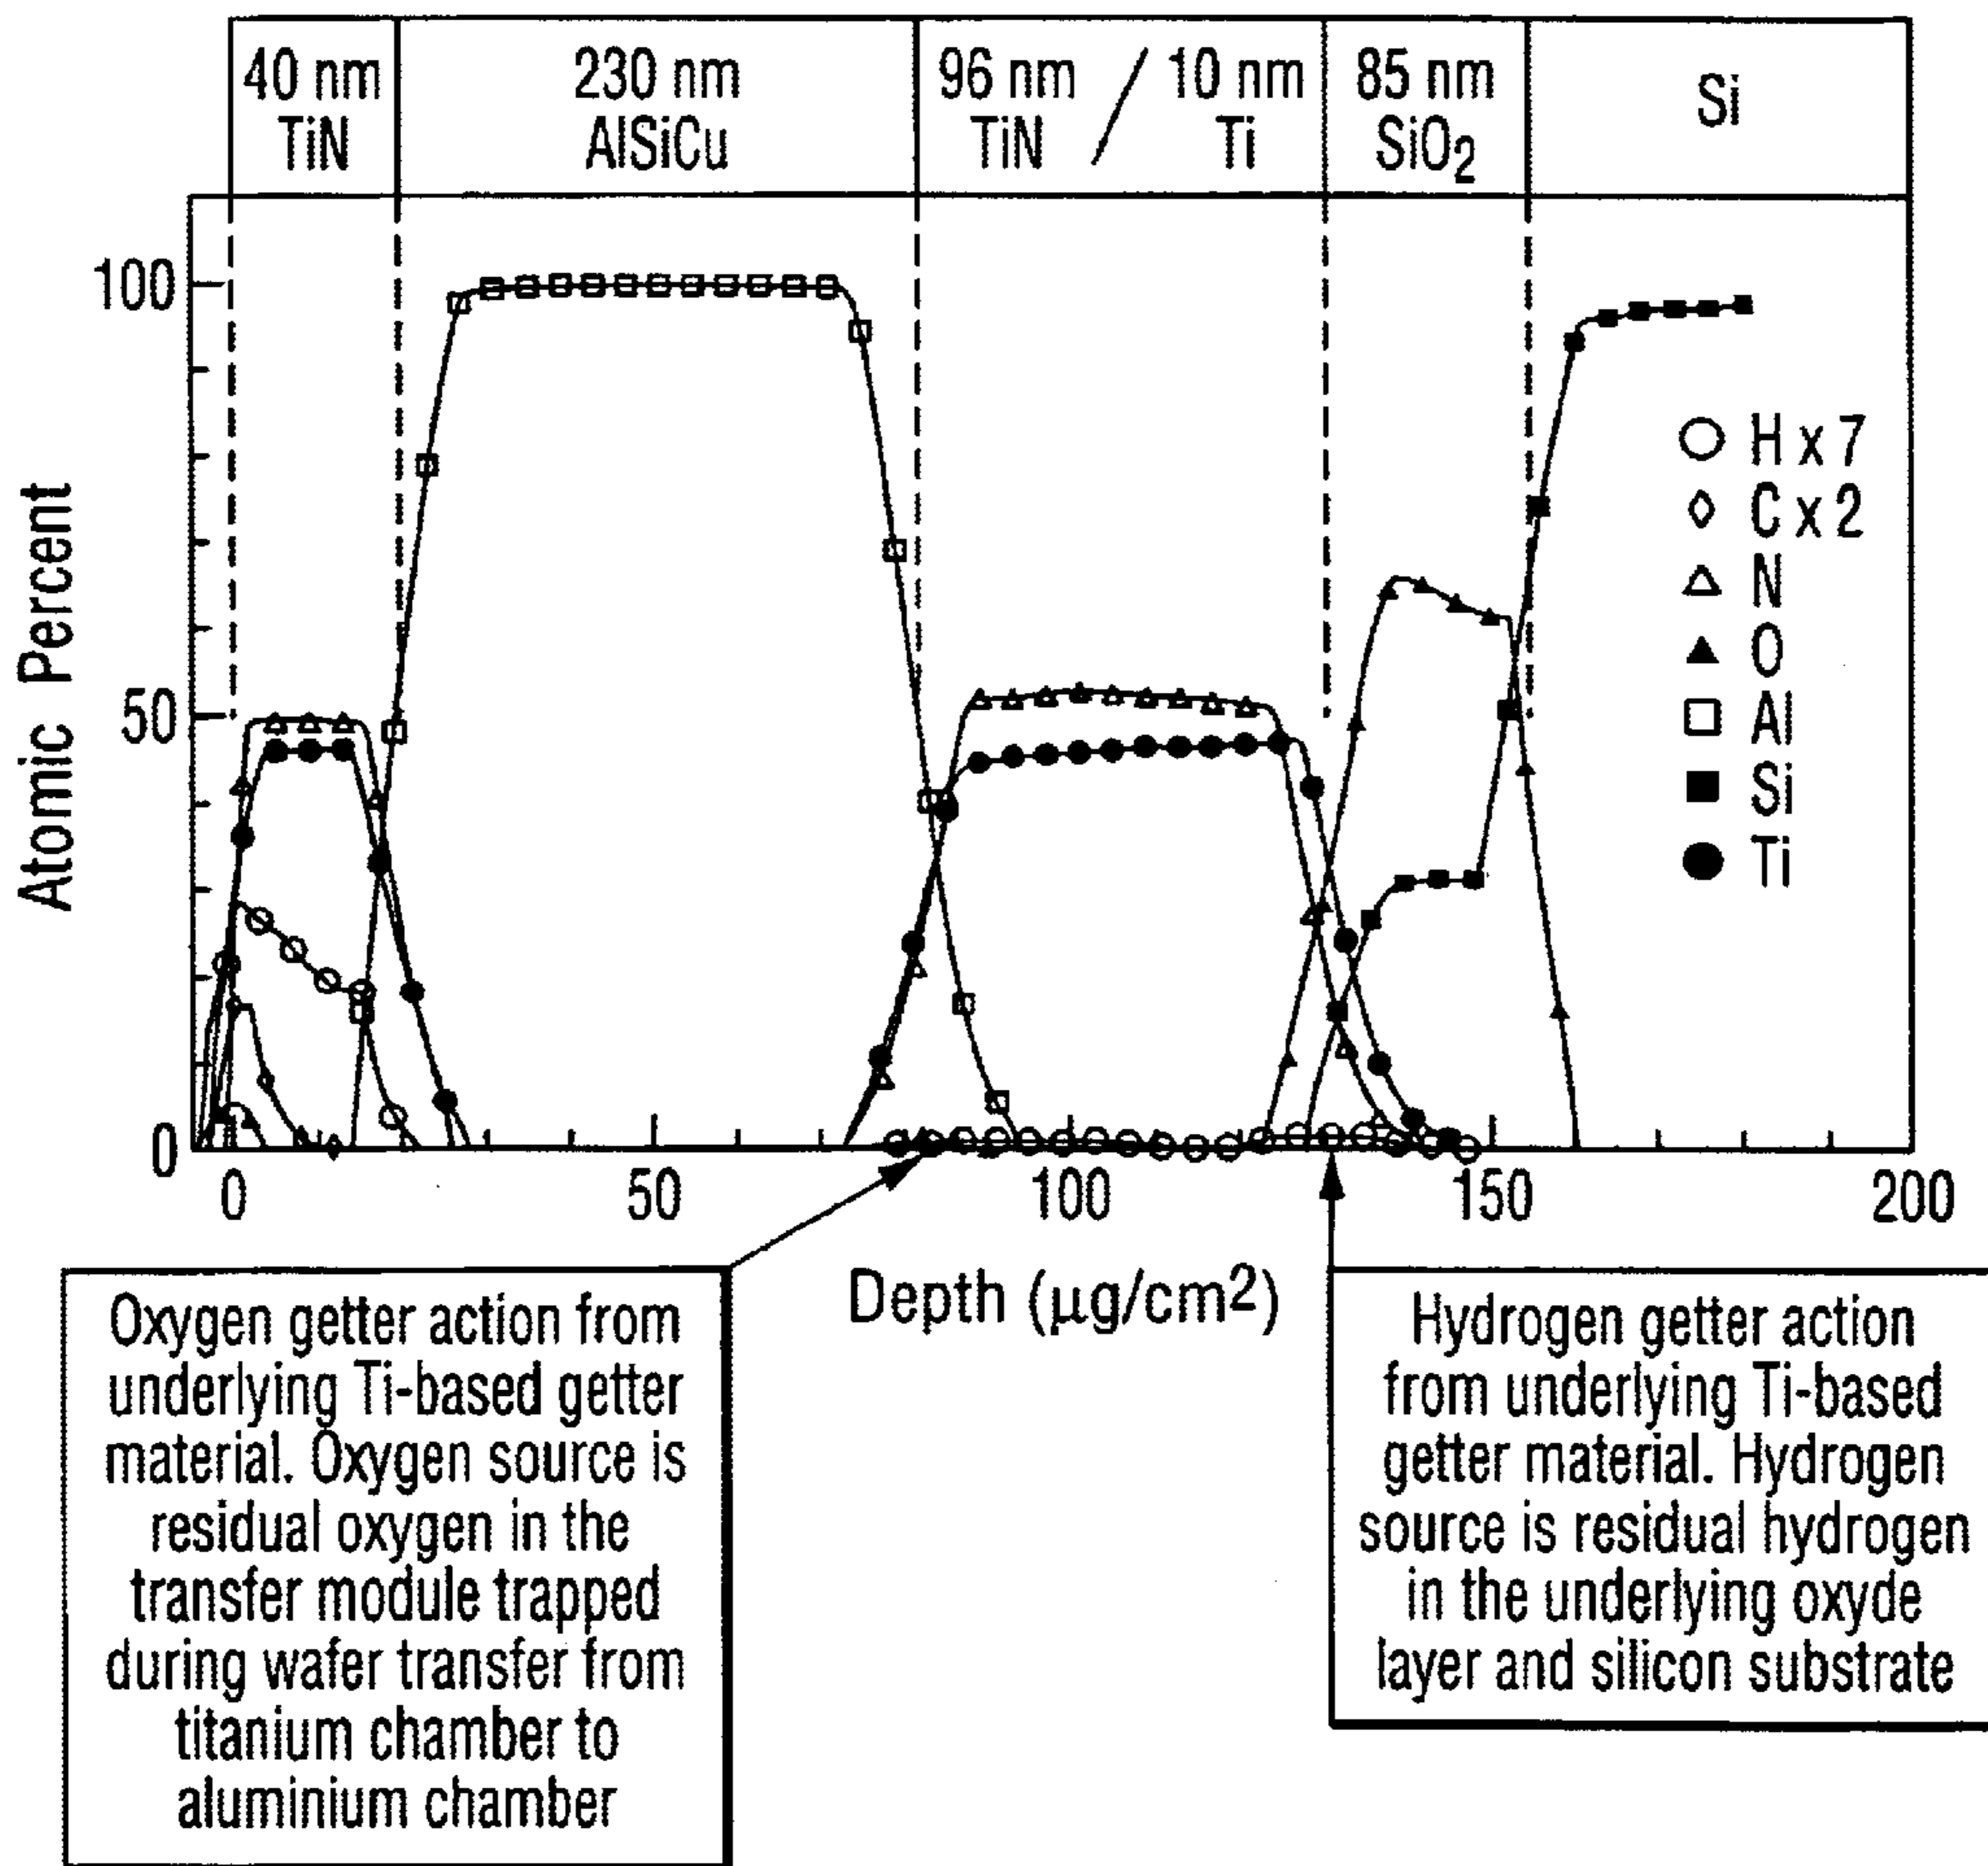 40 nm
TiN
230 nm
AlSiCu
96 nm / 10 nm
TiN Ti
85 nm
SiO2
Si
100
50
0
Atomic Percent
H x 7
C x 2
N
O
Al
Si
Ti
0 50 100 150 200
Depth (µg/cm2)
Oxygen getter action from
underlying Ti-based getter
material. Oxygen source is
residual oxygen in the
transfer module trapped
during wafer transfer from
titanium chamber to
aluminium chamber
Hydrogen getter action
from underlying Ti-based
getter material. Hydrogen
source is residual hydrogen
in the underlying oxyde
layer and silicon substrate